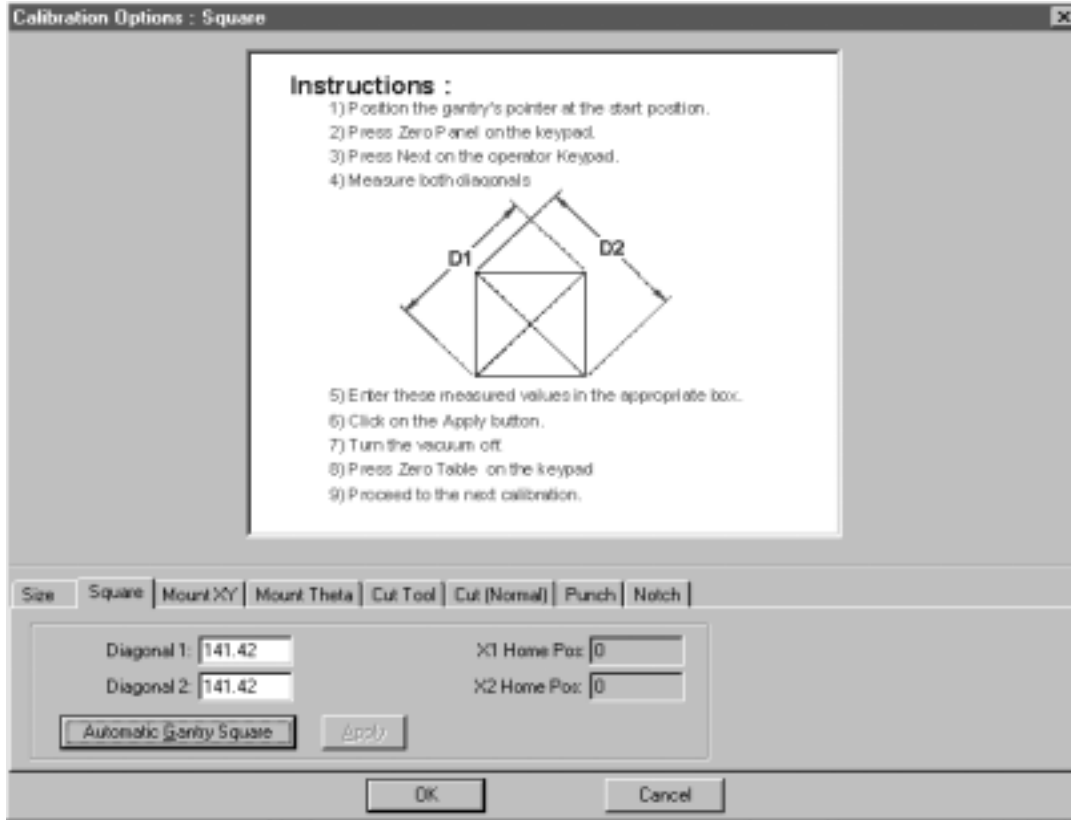 Calibration Options : Square
Instructions :
1) Position the gantry's pointer at the start position.
2) Press Zero Panel on the keypad.
3) Press Next on the operator Keypad.
4) Measure both diagonals
D1
D2
5) Enter these measured values in the appropriate box.
6) Click on the Apply button.
7) Turn the vacuum off.
8) Press Zero Table on the keypad
9) Proceed to the next calibration.
Size Square Mount XY Mount Theta Cut Tool Cut (Normal) Punch Notch
Diagonal 1: 141.42 X1 Home Pos: 0
Diagonal 2: 141.42 X2 Home Pos: 0
Automatic Gantry Square Apply
OK Cancel